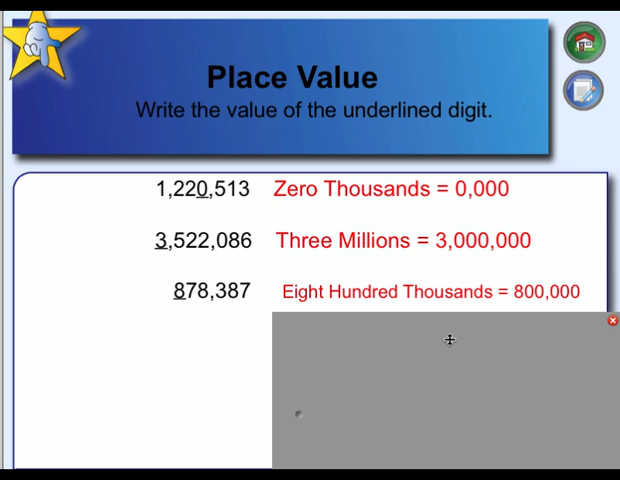 Place Value
Write the value of the underlined digit.
1,220,513 Zero Thousands = 0,000
3,522,086 Three Millions = 3,000,000
878,387 Eight Hundred Thousands = 800,000